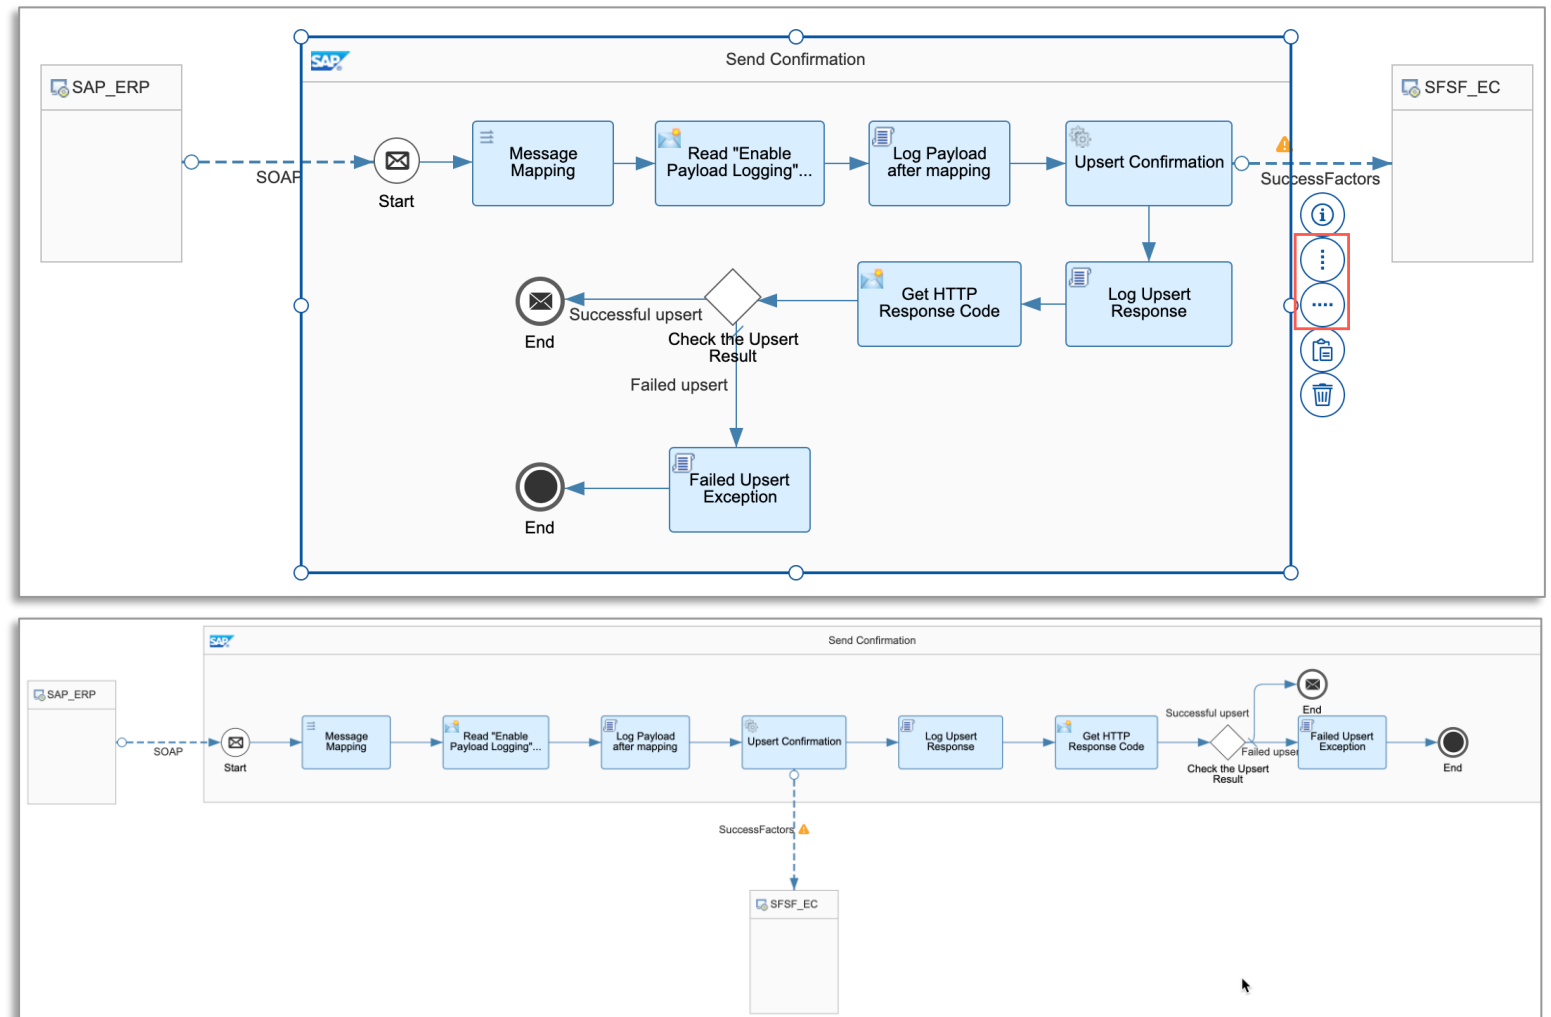 SAP
Send Confirmation
SAP_ERP
SFSF_EC
SOAP
Start
Message
Mapping
Read "Enable
Payload Logging"...
Log Payload
after mapping
Upsert Confirmation
SuccessFactors
End
Successful upsert
Check the Upsert
Result
Get HTTP
Response Code
Log Upsert
Response
Failed upsert
End
Failed Upsert
Exception
SAP
Send Confirmation
SAP_ERP
SOAP
Start
Message
Mapping
Read "Enable
Payload Logging"...
Log Payload
after mapping
Upsert Confirmation
Log Upsert
Response
Get HTTP
Response Code
Successful upsert
Check the Upsert
Result
End
Failed upser
Failed Upsert
Exception
End
SuccessFactors
SFSF_EC